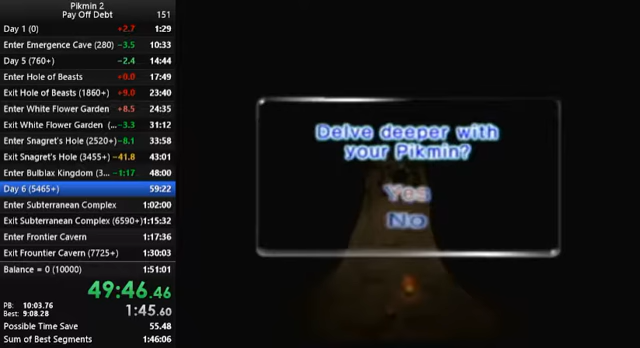 Pikmin 2
Pay Off Debt 151
Day 1 (0) +2.7 1:29
Enter Emergence Cave (280) -3.5 10:33
Day 5 (760+) -2.4 14:44
Enter Hole of Beasts +0.0 17:49
Exit Hole of Beasts (1860+) +9.0 23:40
Enter White Flower Garden +8.5 24:35
Exit White Flower Garden (... -3.3 31:12
Enter Snagret's Hole (2520+) -8.1 33:58
Exit Snagret's Hole (3455+) -41.8 43:01
Enter Bulblax Kingdom (3... -1:17 48:00
Day 6 (5465+) 59:22
Enter Subterranean Complex 1:02:00
Exit Subterranean Complex (6590+) 1:15:32
Enter Frontier Cavern 1:17:36
Exit Frountier Cavern (7725+) 1:30:03
Balance = 0 (10000) 1:51:01
49:46.46
PB: 10:03.76
Best: 9:08.28
1:45.60
Possible Time Save 55.48
Sum of Best Segments 1:46:06
Delve deeper with
your Pikmin?
Yes
No